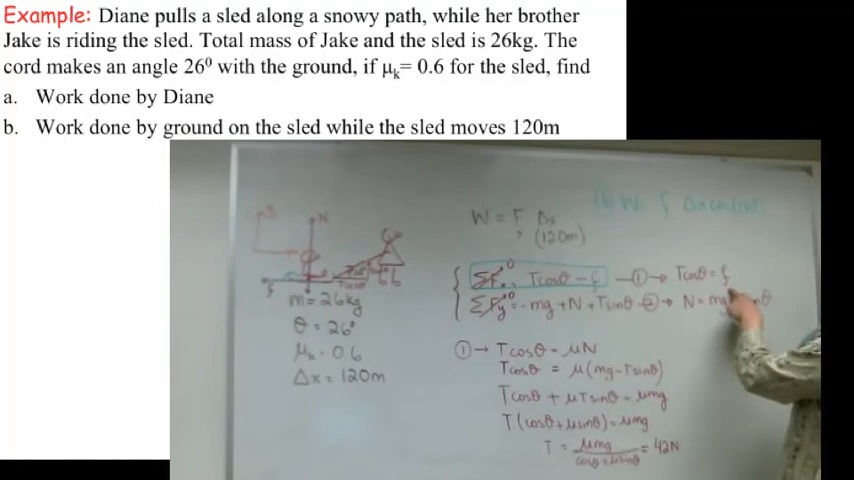 Example: Diane pulls a sled along a snowy path, while her brother
Jake is riding the sled. Total mass of Jake and the sled is 26kg. The
cord makes an angle 26⁰ with the ground, if μk= 0.6 for the sled, find
a. Work done by Diane
b. Work done by ground on the sled while the sled moves 120m
W = F Δx
(120m)
N
m = 26kg
θ = 26°
μk = 0.6
Δx = 120m
Tcosθ - f - ① → Tcosθ = f
-mg + N + Tsinθ - ② → N = mg
① → Tcosθ = μN
Tcosθ = μ(mg-Tsinθ)
Tcosθ + μTsinθ = μmg
T(cosθ+μsinθ) = μmg
T = μmg / cosθ+μsinθ = 42N